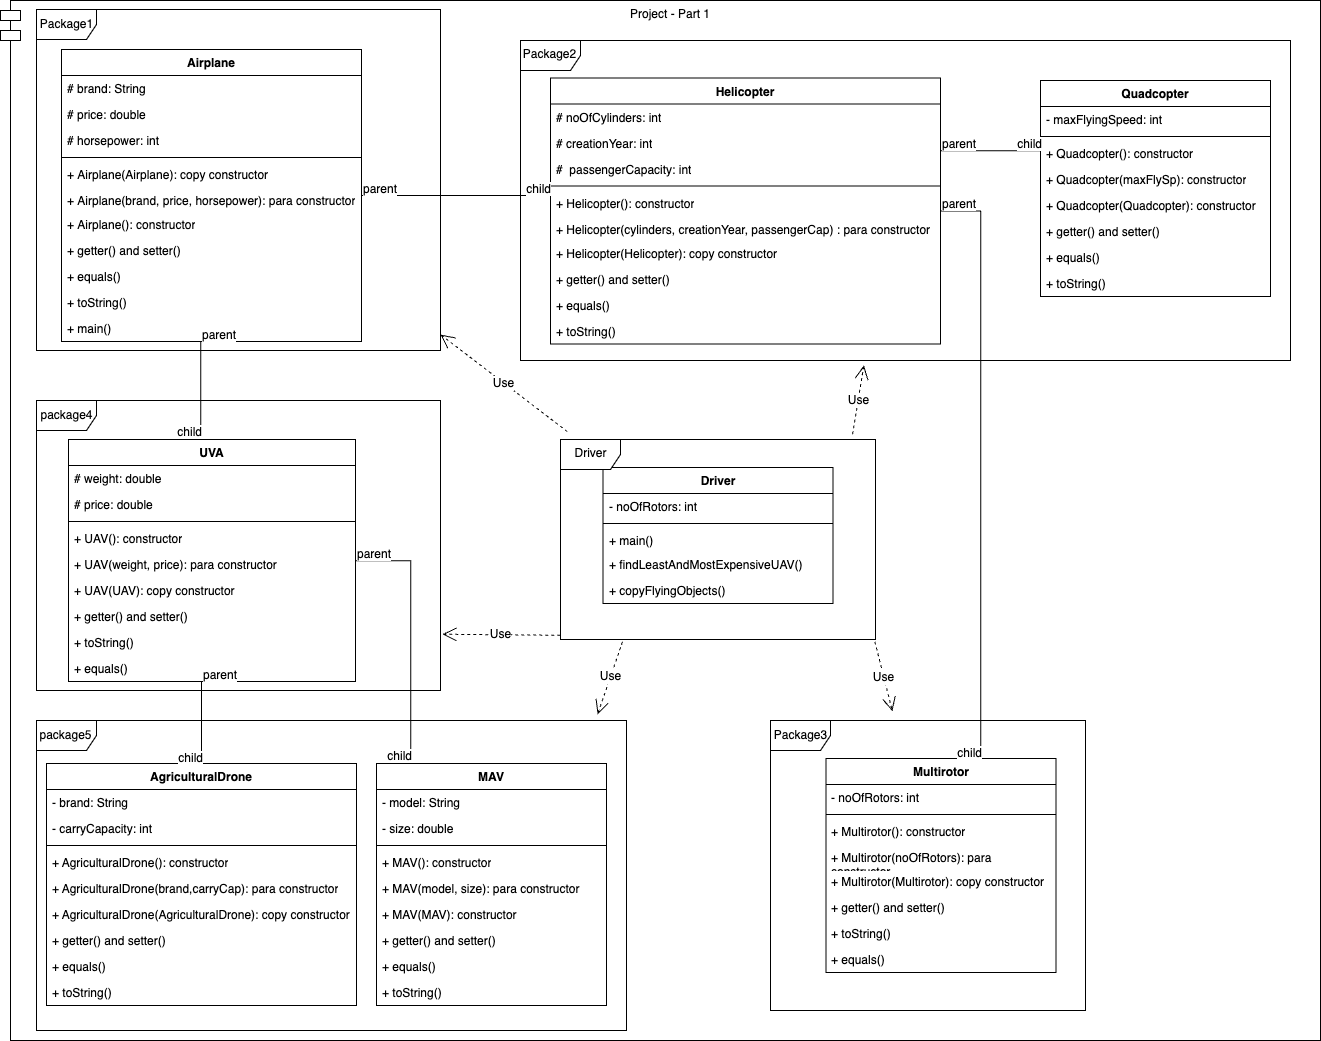 Project - Part 1
Package1
Airplane
# brand: String
# price: double
# horsepower: int
+ Airplane(Airplane): copy constructor
+ Airplane(brand, price, horsepower): para constructor
+ Airplane(): constructor
+ getter() and setter()
+ equals()
+ toString()
+ main()
parent
child
parent
child
Package2
Helicopter
# noOfCylinders: int
# creationYear: int
# passengerCapacity: int
+ Helicopter(): constructor
+ Helicopter(cylinders, creationYear, passengerCap) : para constructor
+ Helicopter(Helicopter): copy constructor
+ getter() and setter()
+ equals()
+ toString()
parent
child
parent
Quadcopter
- maxFlyingSpeed: int
+ Quadcopter(): constructor
+ Quadcopter(maxFlySp): constructor
+ Quadcopter(Quadcopter): constructor
+ getter() and setter()
+ equals()
+ toString()
Use
Use
package4
UVA
# weight: double
# price: double
+ UAV(): constructor
+ UAV(weight, price): para constructor
+ UAV(UAV): copy constructor
+ getter() and setter()
+ toString()
+ equals()
parent
parent
Driver
Driver
- noOfRotors: int
+ main()
+ findLeastAndMostExpensiveUAV()
+ copyFlyingObjects()
Use
Use
Use
package5
child
AgriculturalDrone
- brand: String
- carryCapacity: int
+ AgriculturalDrone(): constructor
+ AgriculturalDrone(brand,carryCap): para constructor
+ AgriculturalDrone(AgriculturalDrone): copy constructor
+ getter() and setter()
+ equals()
+ toString()
child
MAV
- model: String
- size: double
+ MAV(): constructor
+ MAV(model, size): para constructor
+ MAV(MAV): constructor
+ getter() and setter()
+ equals()
+ toString()
Package3
child
Multirotor
- noOfRotors: int
+ Multirotor(): constructor
+ Multirotor(noOfRotors): para
constructor
+ Multirotor(Multirotor): copy constructor
+ getter() and setter()
+ toString()
+ equals()